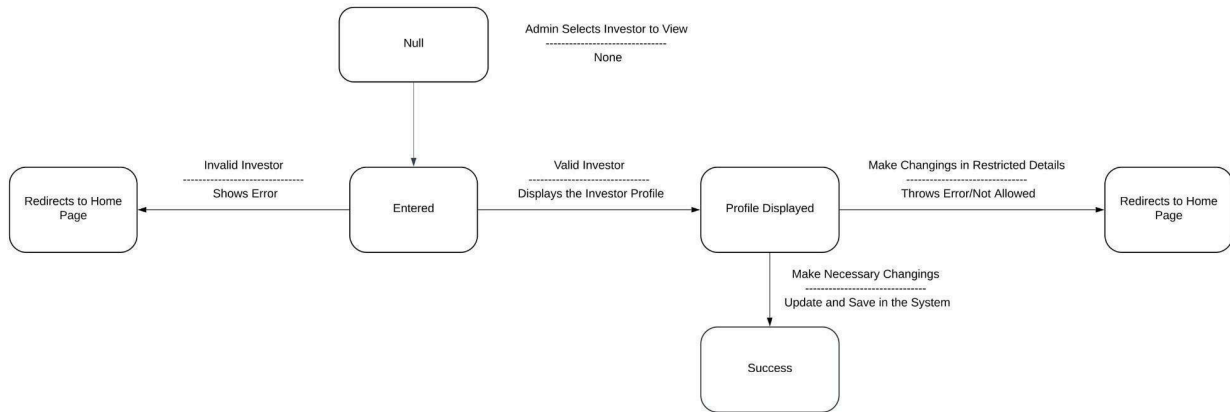 Null
Admin Selects Investor to View
------------------------------
None
Invalid Investor
-----------------------------
Shows Error
Valid Investor
-----------------------------
Displays the Investor Profile
Make Changings in Restricted Details
-----------------------------
Throws Error/Not Allowed
Redirects to Home
Page
Entered
Profile Displayed
Redirects to Home
Page
Make Necessary Changings
-----------------------------
Update and Save in the System
Success